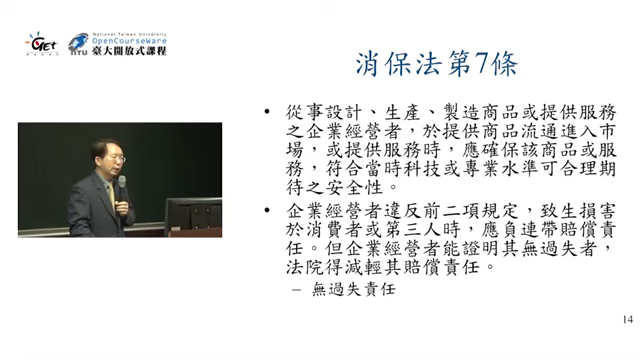 GET
National Taiwan University
OpenCourseWare
NTU
臺大開放式課程
消保法第7條
• 從事設計、生產、製造商品或提供服務
之企業經營者，於提供商品流通進入市
場，或提供服務時，應確保該商品或服
務，符合當時科技或專業水準可合理期
待之安全性。
• 企業經營者違反前二項規定，致生損害
於消費者或第三人時，應負連帶賠償責
任。但企業經營者能證明其無過失者，
法院得減輕其賠償責任。
– 無過失責任
14